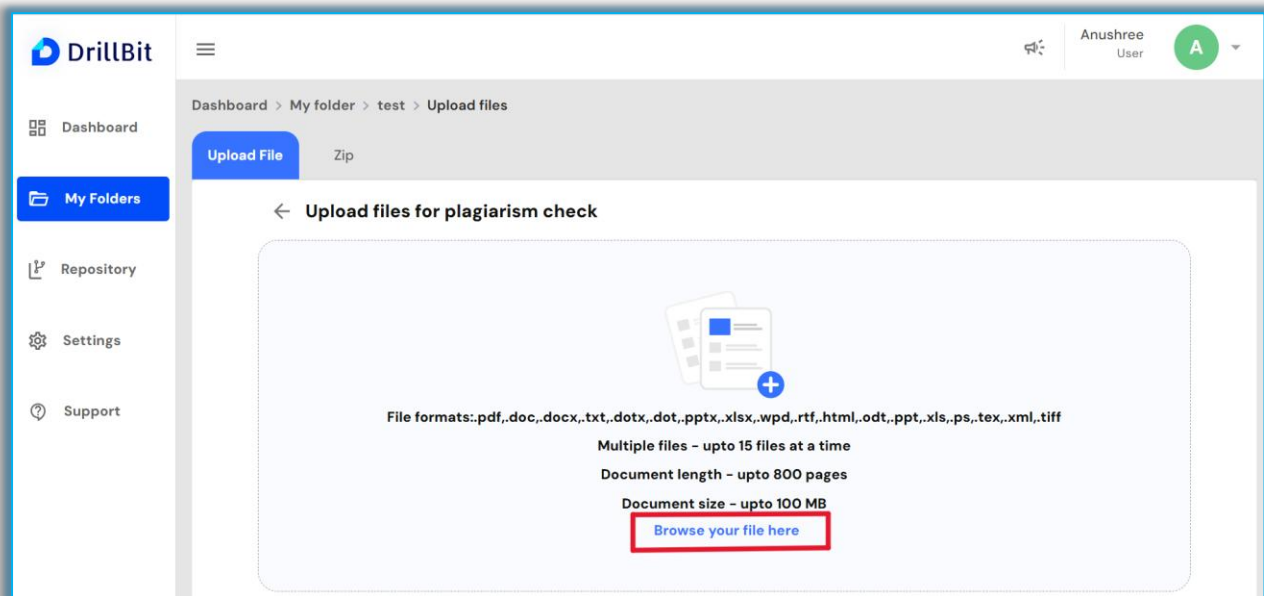 DrillBit
Anushree
User
A
Dashboard > My folder > test > Upload files
Dashboard
My Folders
Repository
Settings
Support
Upload File
Zip
Upload files for plagiarism check
File formats:.pdf,.doc,.docx,.txt,.dotx,.dot,.pptx,.xlsx,.wpd,.rtf,.html,.odt,.ppt,.xls,.ps,.tex,.xml,.tiff
Multiple files - upto 15 files at a time
Document length - upto 800 pages
Document size - upto 100 MB
Browse your file here